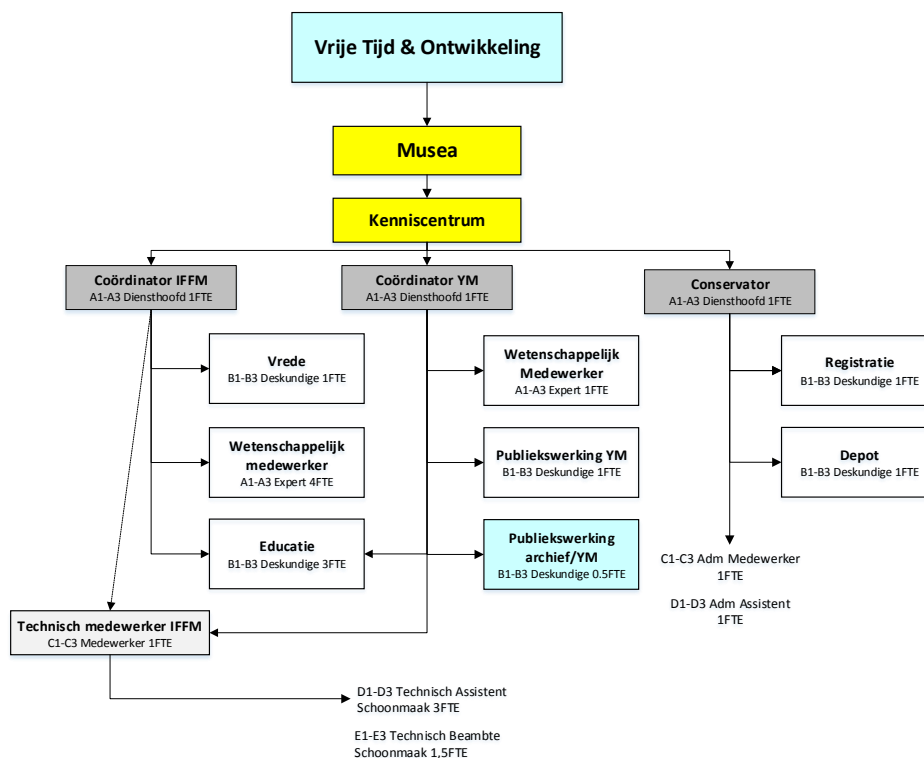 Vrije Tijd & Ontwikkeling
Musea
Kenniscentrum
Coördinator IFFM
A1-A3 Diensthoofd 1FTE
Coördinator YM
A1-A3 Diensthoofd 1FTE
Conservator
A1-A3 Diensthoofd 1FTE
Vrede
B1-B3 Deskundige 1FTE
Wetenschappelijk
Medewerker
A1-A3 Expert 1FTE
Registratie
B1-B3 Deskundige 1FTE
Wetenschappelijk
medewerker
A1-A3 Expert 4FTE
Publiekswerking YM
B1-B3 Deskundige 1FTE
Depot
B1-B3 Deskundige 1FTE
Educatie
B1-B3 Deskundige 3FTE
Publiekswerking
archief/YM
B1-B3 Deskundige 0.5FTE
C1-C3 Adm Medewerker
1FTE
D1-D3 Adm Assistent
1FTE
Technisch medewerker IFFM
C1-C3 Medewerker 1FTE
D1-D3 Technisch Assistent
Schoonmaak 3FTE
E1-E3 Technisch Beambte
Schoonmaak 1,5FTE